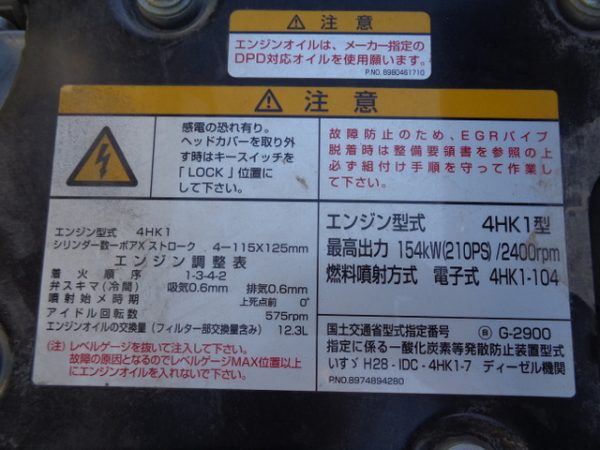 ⚠ 注意
エンジンオイルは、メーカー指定の
DPD対応オイルを使用願います。
P.NO. 8980461710
⚠ 注意
感電の恐れ有り。
ヘッドカバーを取り外
す時はキースイッチを
「LOCK」位置に
して下さい。
故障防止のため、EGRパイプ
脱着時は整備要領書を参照の上
必ず組付け手順を守って作業し
て下さい。
エンジン型式 4HK1
シリンダー数ーボアX ストローク 4ー115X125mm
エンジン調整表
着火順序 1-3-4-2
弁スキマ(冷間) 吸気0.6mm 排気0.6mm
噴射始メ時期 上死点前 0°
アイドル回転数 575rpm
エンジンオイルの交換量 (フィルター部交換量含み) 12.3L
(注) レベルゲージを抜いて注入して下さい。
故障の原因となるのでレベルゲージMAX位置以上
にエンジンオイルを入れないで下さい。
エンジン型式 4HK1型
最高出力 154kW(210PS)/2400rpm
燃料噴射方式 電子式 4HK1-104
国土交通省型式指定番号 Ⓑ G-2900
指定に係る一酸化炭素等発散防止装置型式
いすゞ H28 - IDC - 4HK1-7 ディーゼル機関
P.NO.8974894280